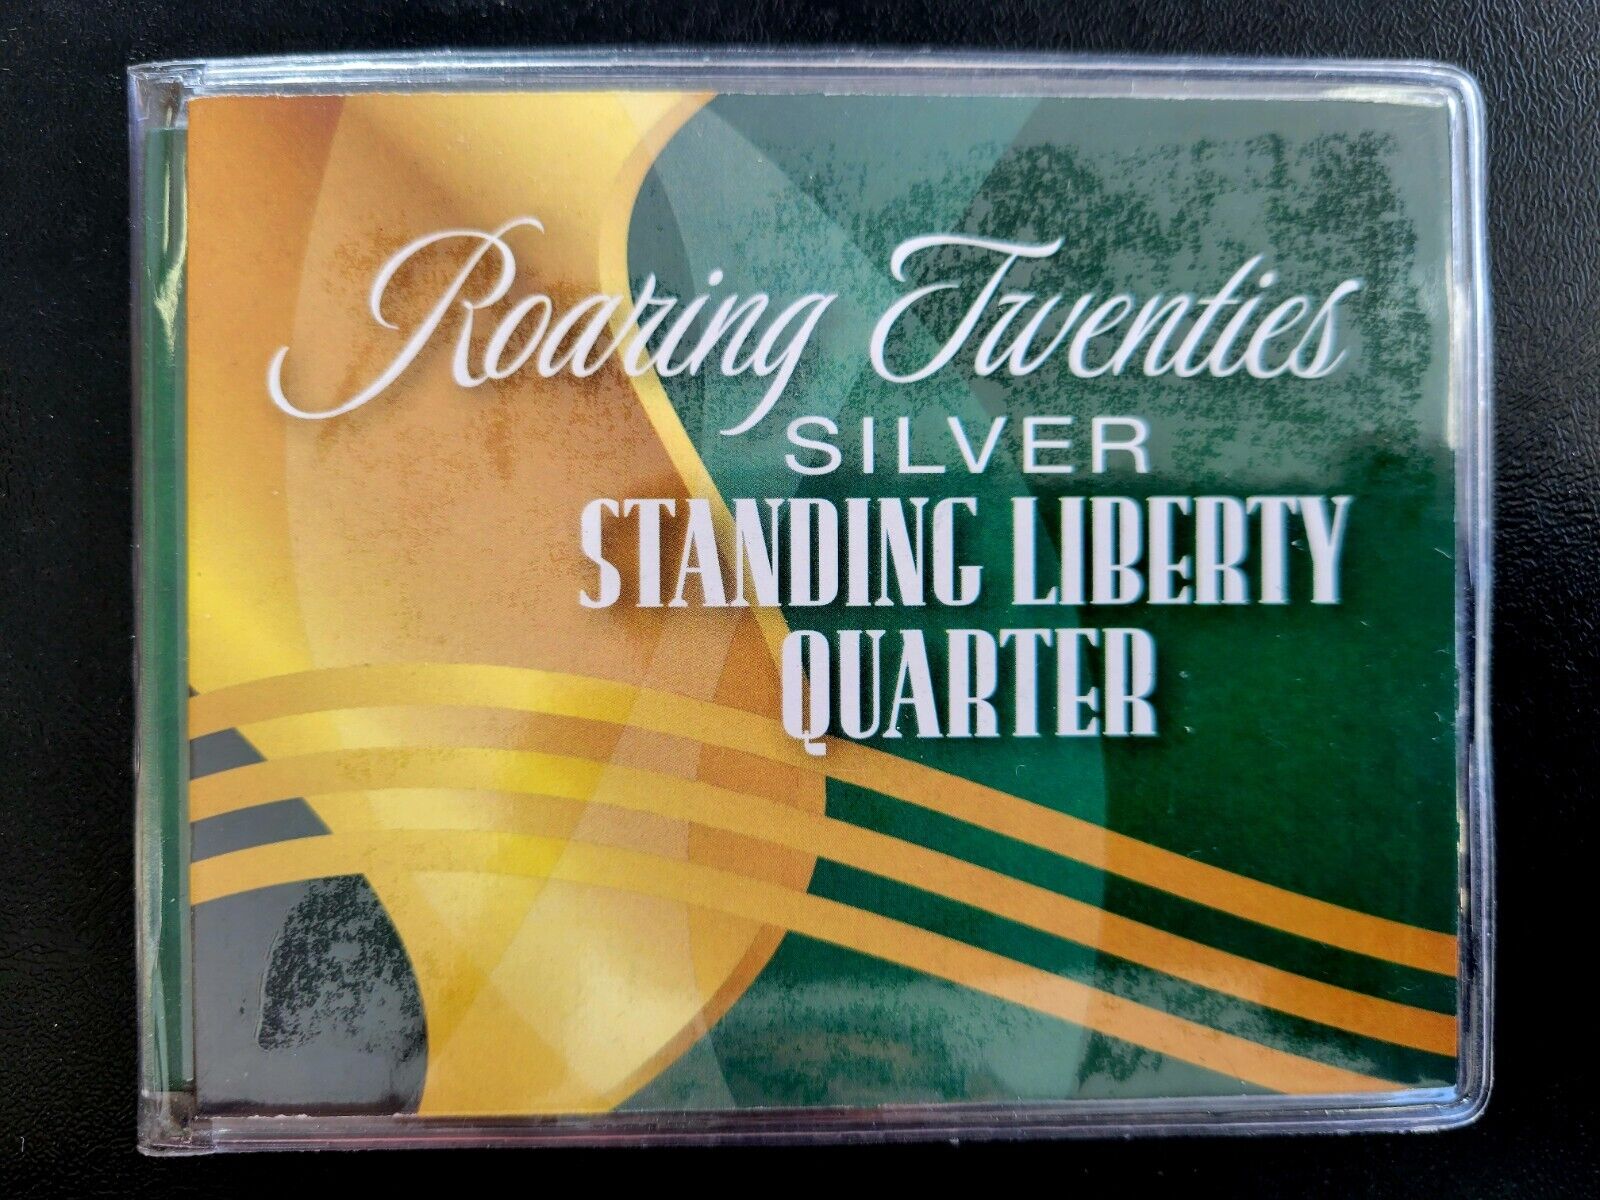 Roaring Twenties
SILVER
STANDING LIBERTY
QUARTER